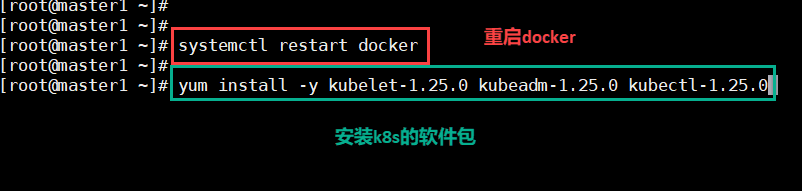 [root@master1 ~]#
[root@master1 ~]#
[root@master1 ~]# systemctl restart docker 重启docker
[root@master1 ~]#
[root@master1 ~]# yum install -y kubelet-1.25.0 kubeadm-1.25.0 kubectl-1.25.0
安装k8s的软件包